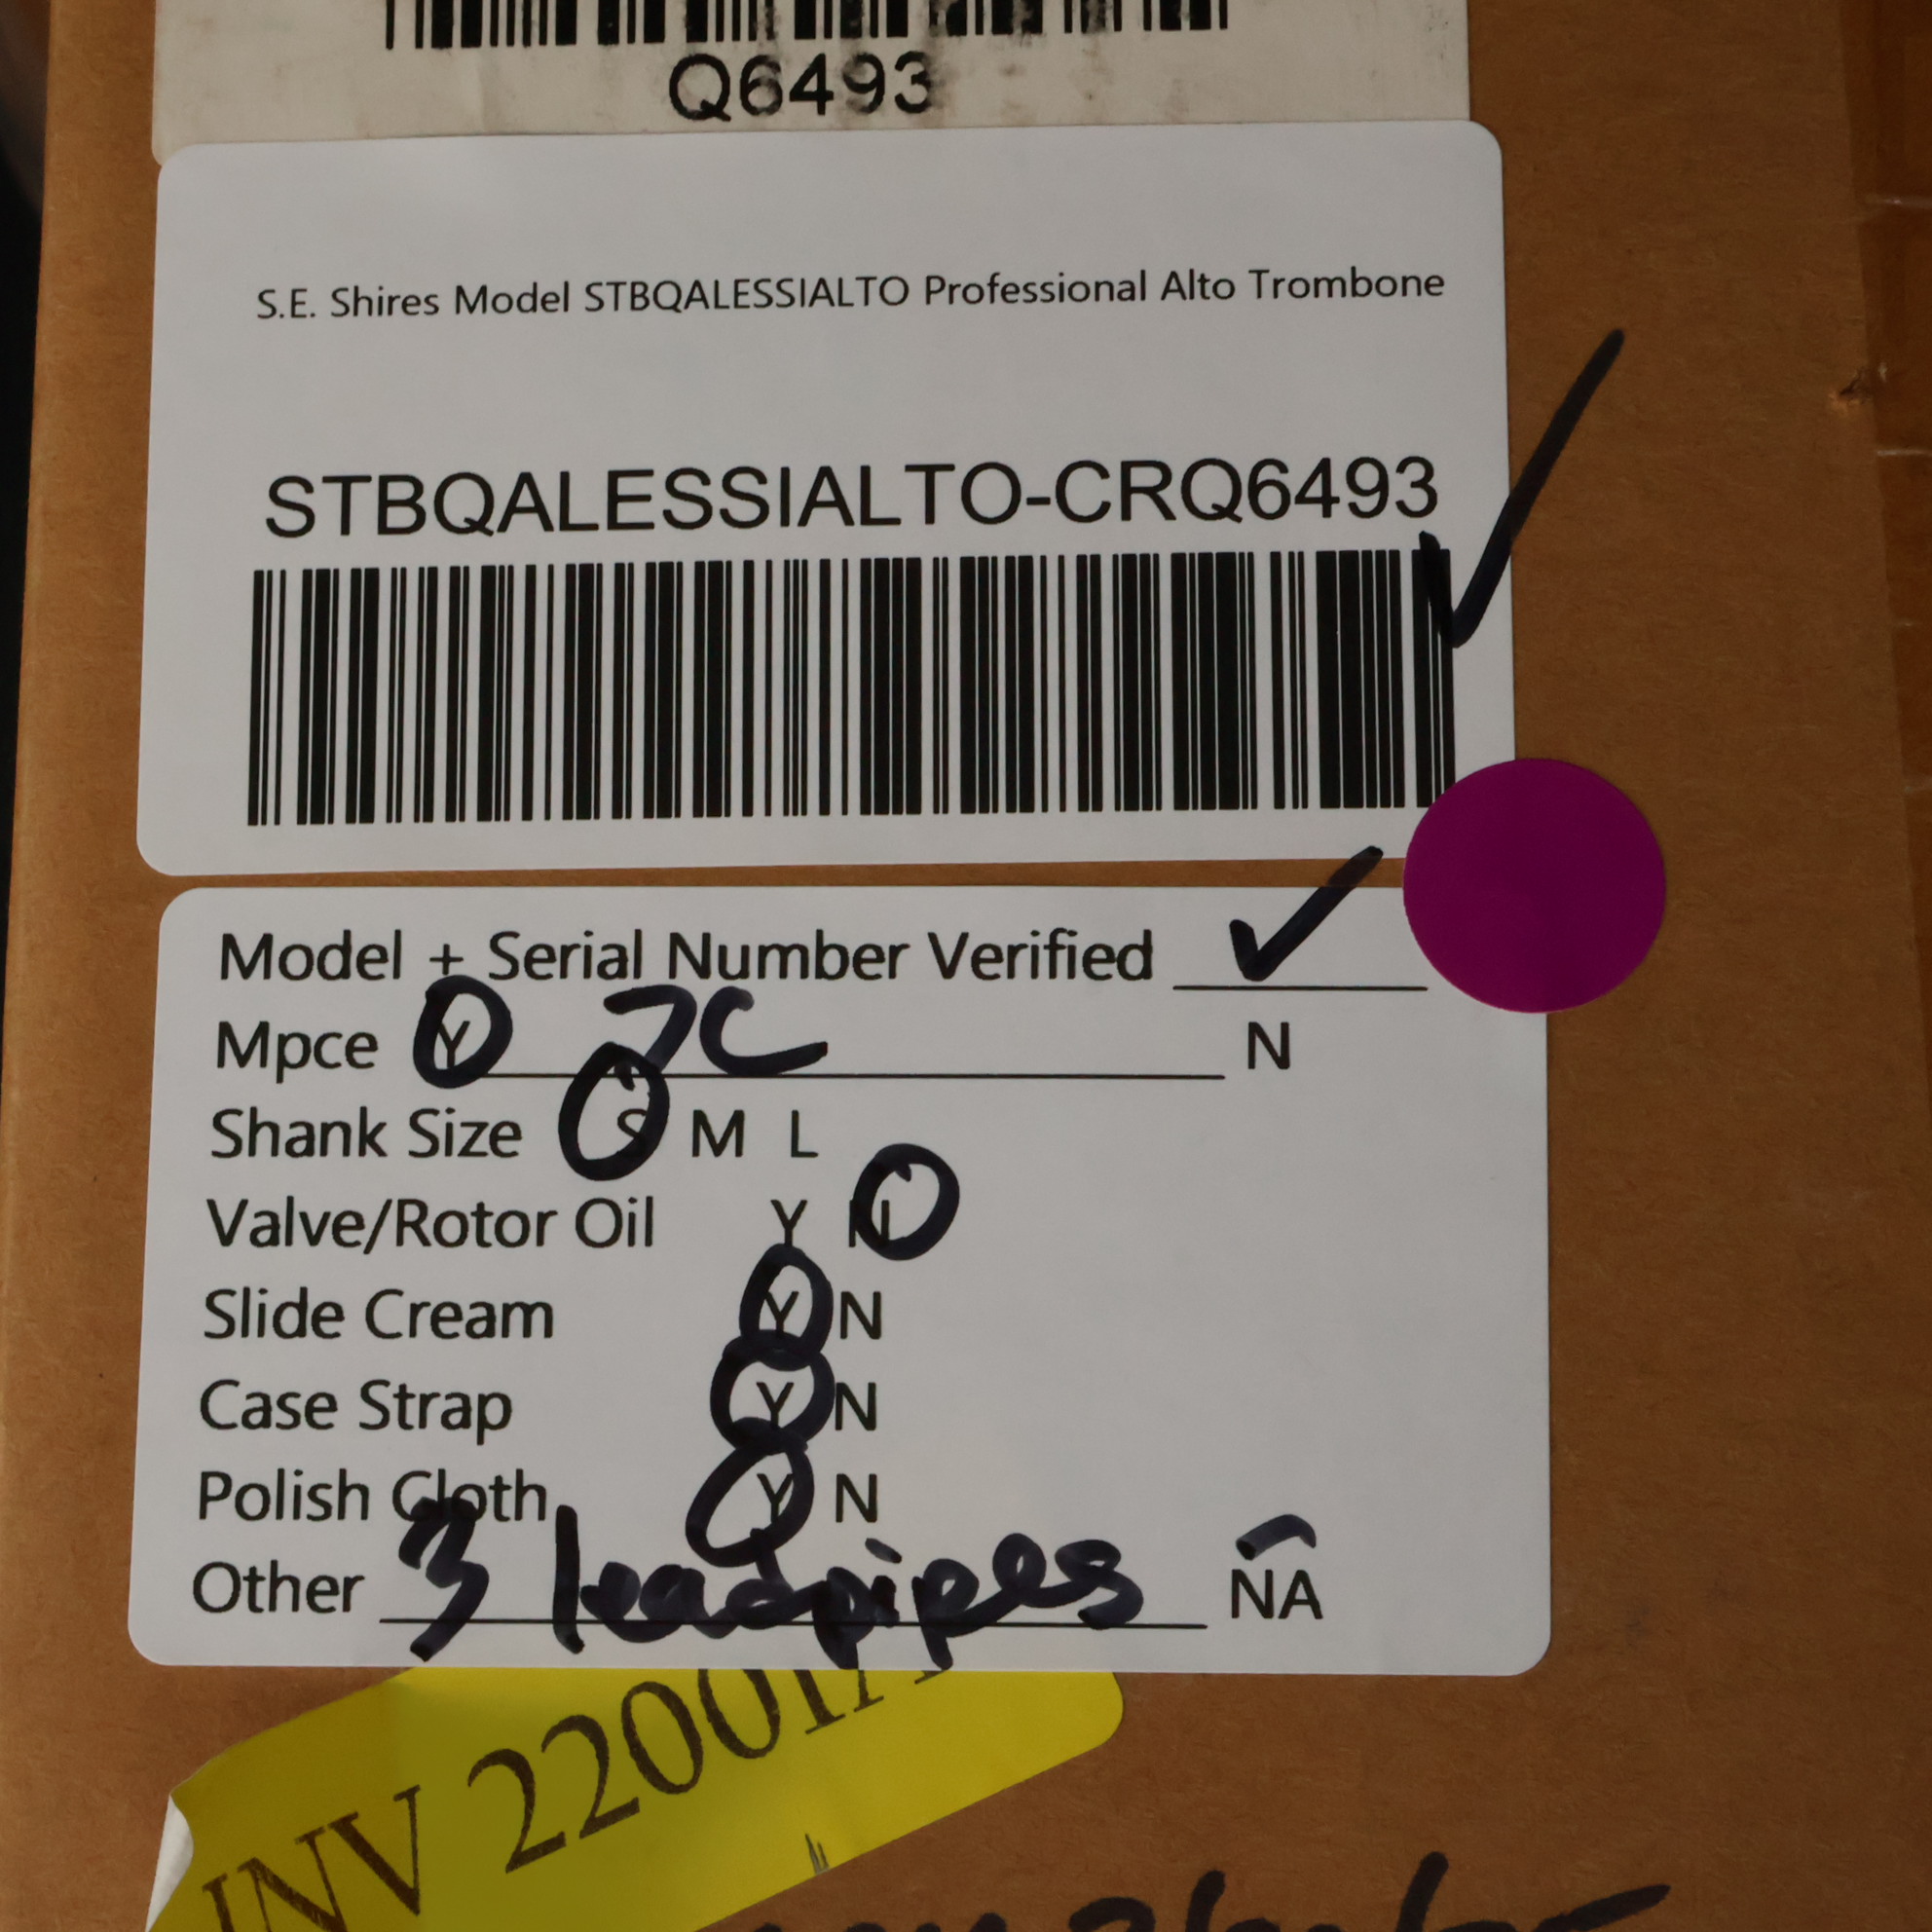 Q6493
S.E. Shires Model STBQALESSIALTO Professional Alto Trombone
STBQALESSIALTO-CRQ6493
Model + Serial Number Verified ✓
Mpce Y 7C N
Shank Size S M L
Valve/Rotor Oil Y N
Slide Cream Y N
Case Strap Y N
Polish Cloth Y N
Other 3 leadpipes NA
INV